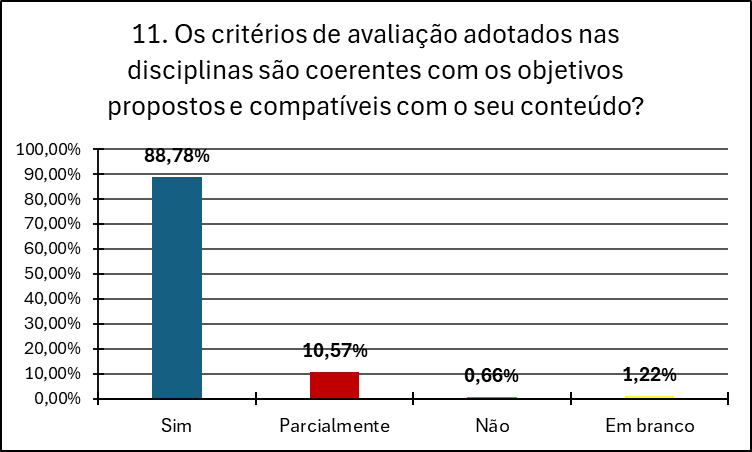 11. Os critérios de avaliação adotados nas
disciplinas são coerentes com os objetivos
propostos e compatíveis com o seu conteúdo?
100,00%
90,00%
80,00%
70,00%
60,00%
50,00%
40,00%
30,00%
20,00%
10,00%
0,00%
88,78%
10,57%
0,66%
1,22%
Sim
Parcialmente
Não
Em branco